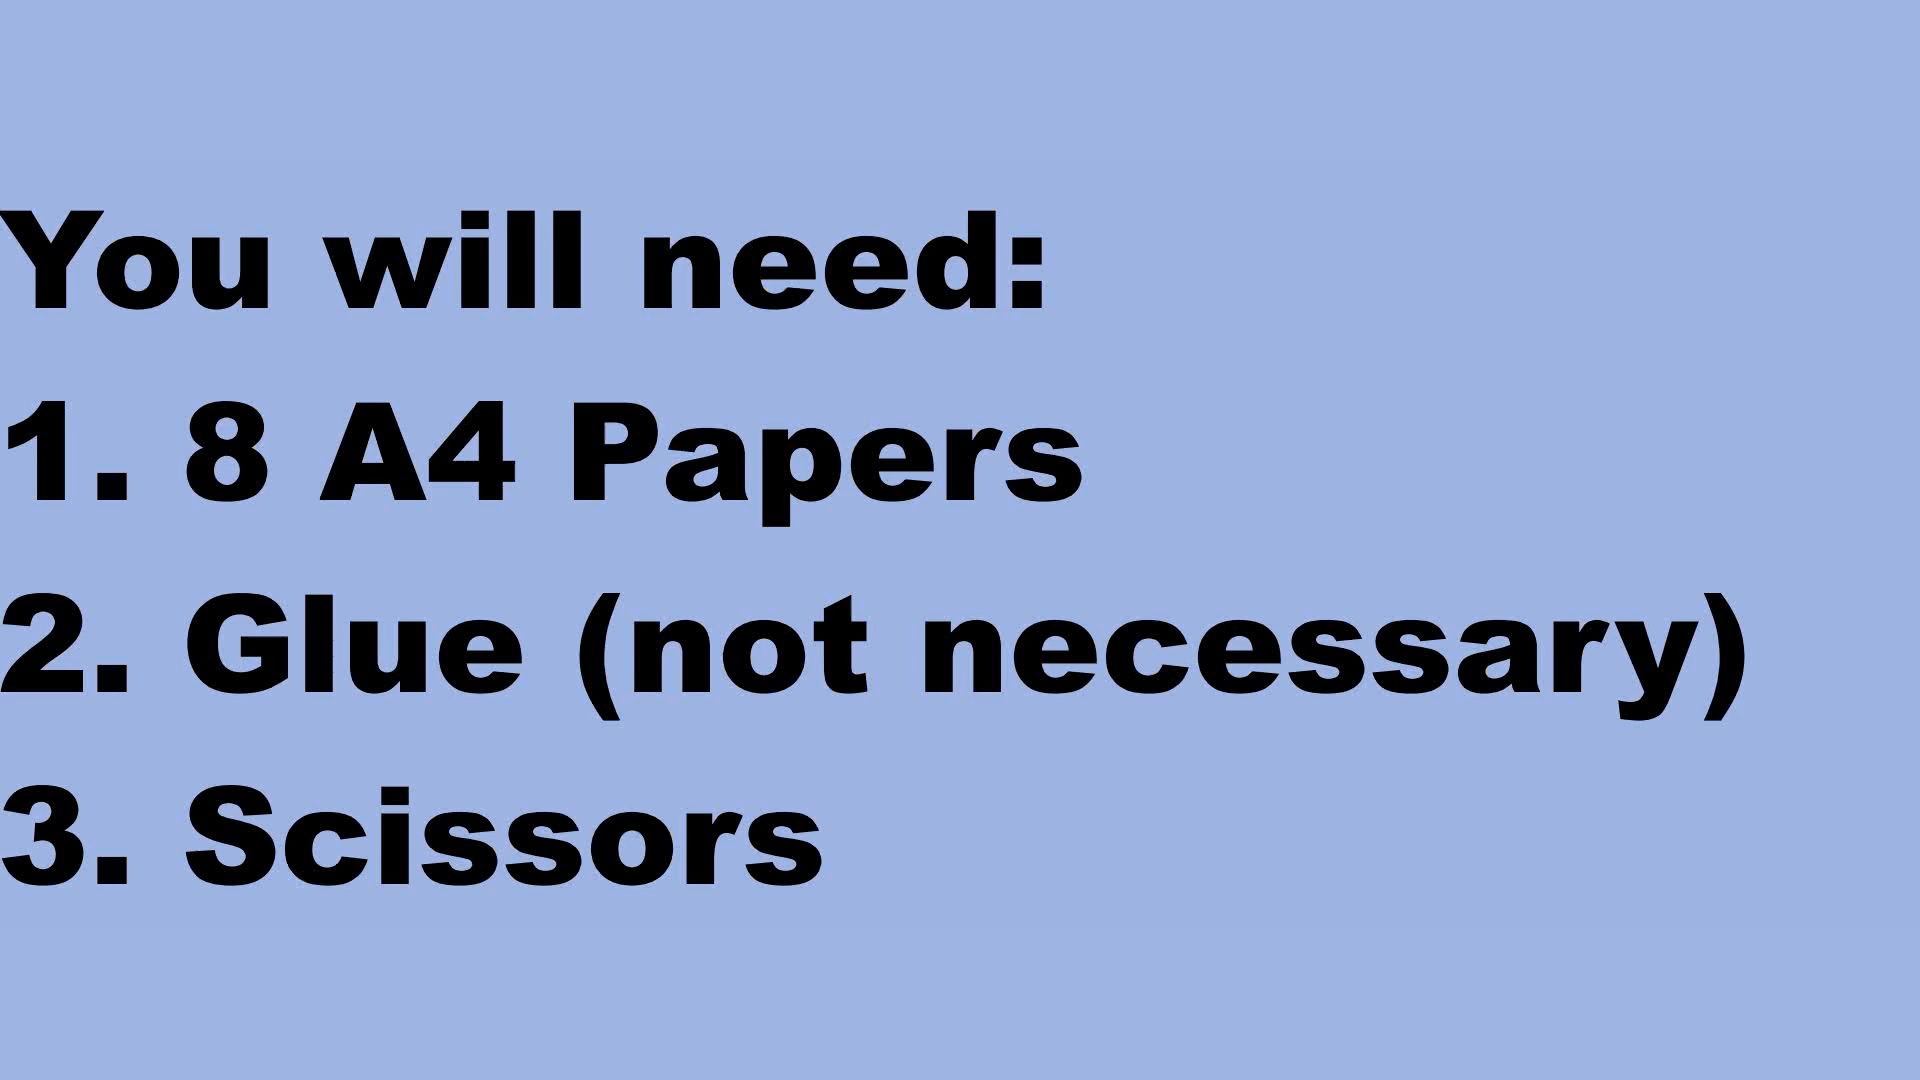 You will need:
1. 8 A4 Papers
2. Glue (not necessary)
3. Scissors